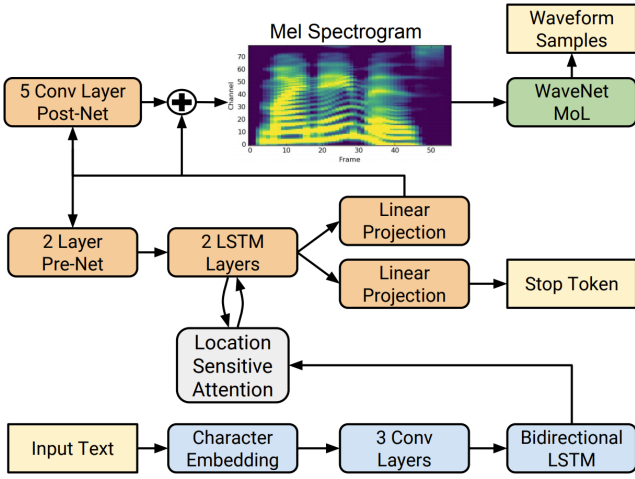 Mel Spectrogram
Waveform
Samples
5 Conv Layer
Post-Net
WaveNet
MoL
Channel
70
60
50
40
30
20
10
0
0 10 20 30 40 50
Frame
2 Layer
Pre-Net
2 LSTM
Layers
Linear
Projection
Linear
Projection
Stop Token
Location
Sensitive
Attention
Input Text
Character
Embedding
3 Conv
Layers
Bidirectional
LSTM